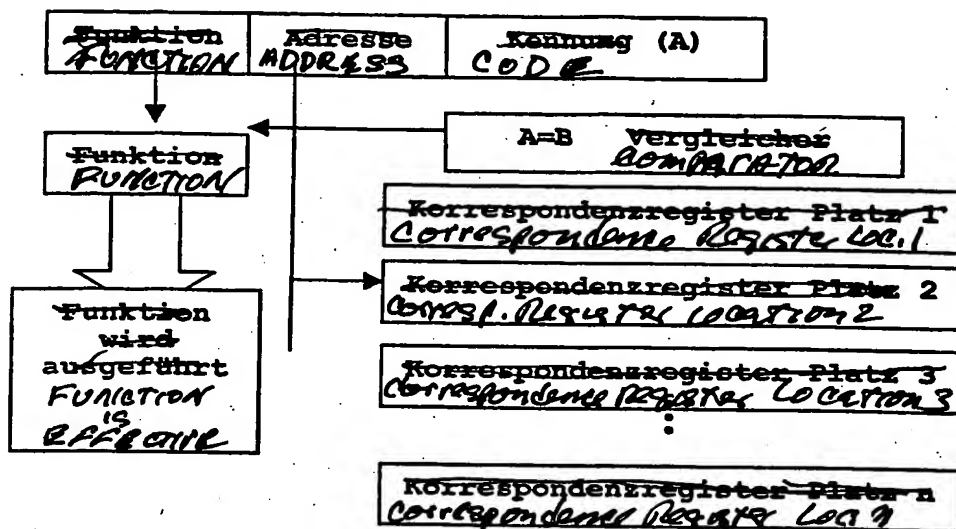 Funktion Adresse Kennung (A)
FUNCTION ADDRESS CODE
A=B Vergleicher
COMPARATOR
Funktion
FUNCTION
Korrespondenzregister Platz 1
Correspondence Register Loc. 1
Korrespondenzregister Platz 2
Corresp. Register Location 2
Korrespondenzregister Platz 3
Correspondence Register Location 3
Korrespondenzregister Platz n
Correspondence Register Loc n
Funktion
wird
ausgeführt
FUNCTION
is
EFFECTIVE